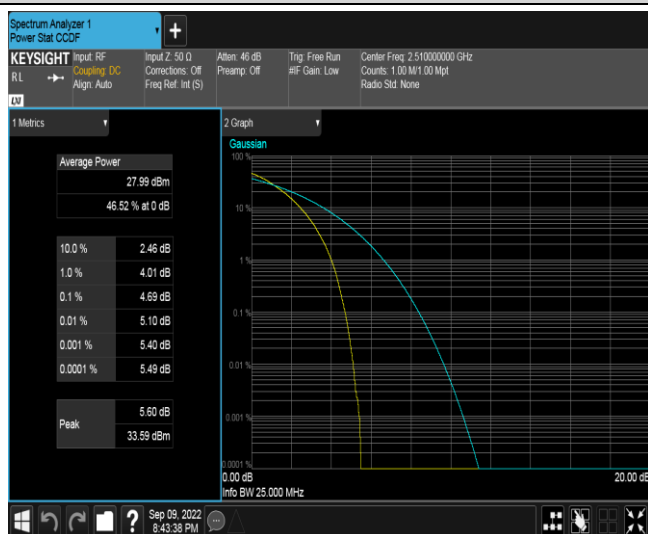 Spectrum Analyzer 1
Power Stat CCDF
+
KEYSIGHT
RL
LXI
Input: RF
Coupling: DC
Align: Auto
Input Z: 50 Ω
Corrections: Off
Freq Ref: Int (S)
Atten: 46 dB
Preamp: Off
Trig: Free Run
#IF Gain: Low
Center Freq: 2.510000000 GHz
Counts: 1.00 M/1.00 Mpt
Radio Std: None
1 Metrics
Average Power
27.99 dBm
46.52 % at 0 dB
10.0 % 2.46 dB
1.0 % 4.01 dB
0.1 % 4.69 dB
0.01 % 5.10 dB
0.001 % 5.40 dB
0.0001 % 5.49 dB
Peak
5.60 dB
33.59 dBm
2 Graph
Gaussian
100 %
10 %
1 %
0.1 %
0.01 %
0.001 %
0.0001 %
0.00 dB
20.00 dB
Info BW 25.000 MHz
?
Sep 09, 2022
8:43:38 PM